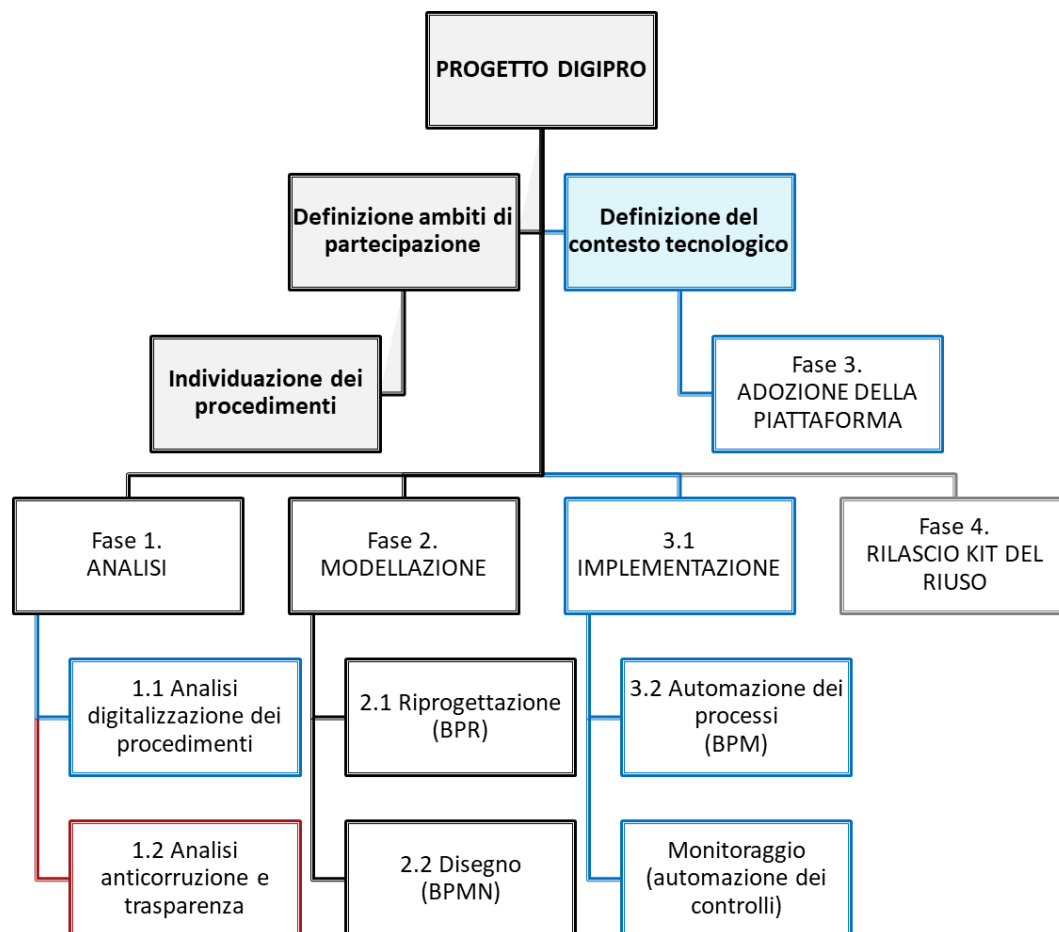 PROGETTO DIGIPRO
Definizione ambiti di
partecipazione
Definizione del
contesto tecnologico
Individuazione dei
procedimenti
Fase 3.
ADOZIONE DELLA
PIATTAFORMA
Fase 1.
ANALISI
Fase 2.
MODELLAZIONE
3.1
IMPLEMENTAZIONE
Fase 4.
RILASCIO KIT DEL
RIUSO
1.1 Analisi
digitalizzazione dei
procedimenti
2.1 Riprogettazione
(BPR)
3.2 Automazione dei
processi
(BPM)
1.2 Analisi
anticorruzione e
trasparenza
2.2 Disegno
(BPMN)
Monitoraggio
(automazione dei
controlli)